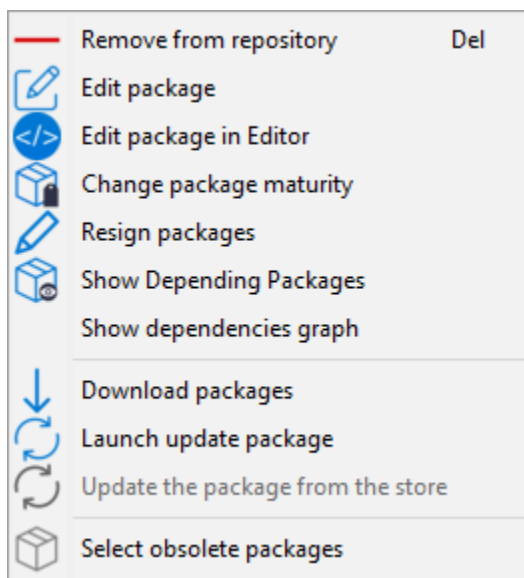 Remove from repository Del
Edit package
</> Edit package in Editor
Change package maturity
Resign packages
Show Depending Packages
Show dependencies graph
Download packages
Launch update package
Update the package from the store
Select obsolete packages